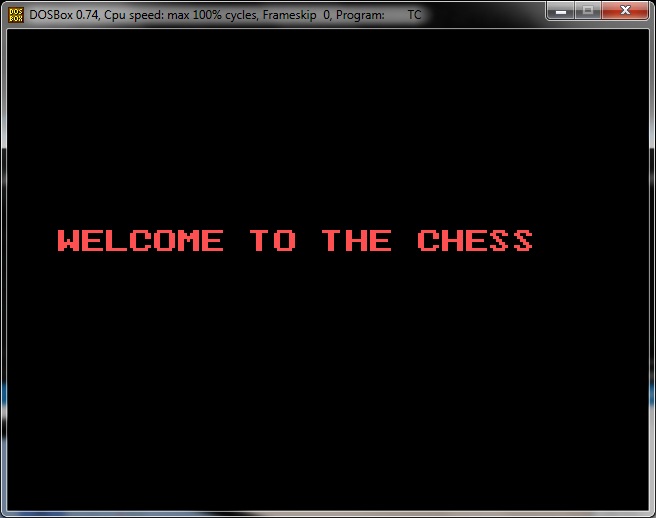 DOSBox 0.74, Cpu speed: max 100% cycles, Frameskip 0, Program: TC
WELCOME TO THE CHESS